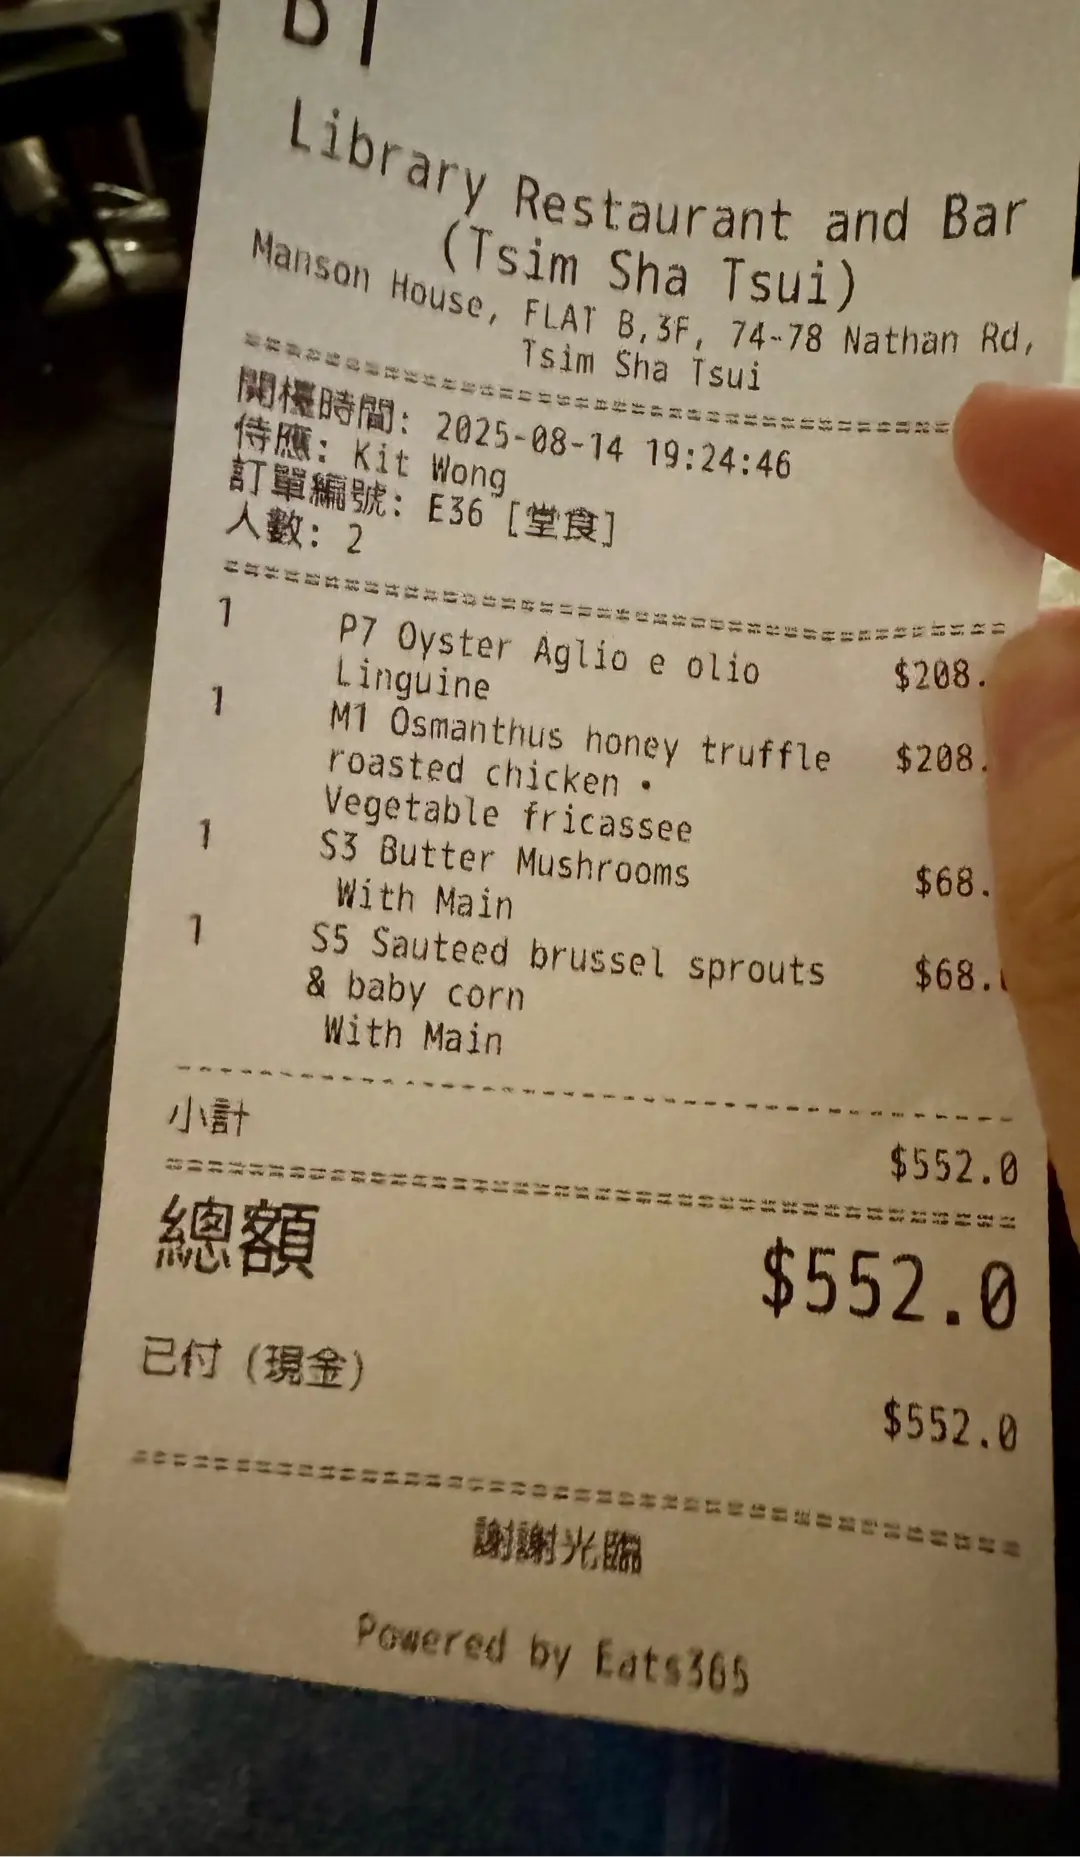 B1
Library Restaurant and Bar
(Tsim Sha Tsui)
Manson House, FLAT B,3F, 74-78 Nathan Rd,
Tsim Sha Tsui
開檯時間: 2025-08-14 19:24:46
侍應: Kit Wong
訂單編號: E36 [堂食]
人數: 2
1 P7 Oyster Aglio e olio $208.
Linguine
1 M1 Osmanthus honey truffle $208.
roasted chicken •
Vegetable fricassee
1 S3 Butter Mushrooms $68.
With Main
1 S5 Sauteed brussel sprouts $68.
& baby corn
With Main
小計 $552.0
總額 $552.0
已付 (現金) $552.0
謝謝光臨
Powered by Eats365